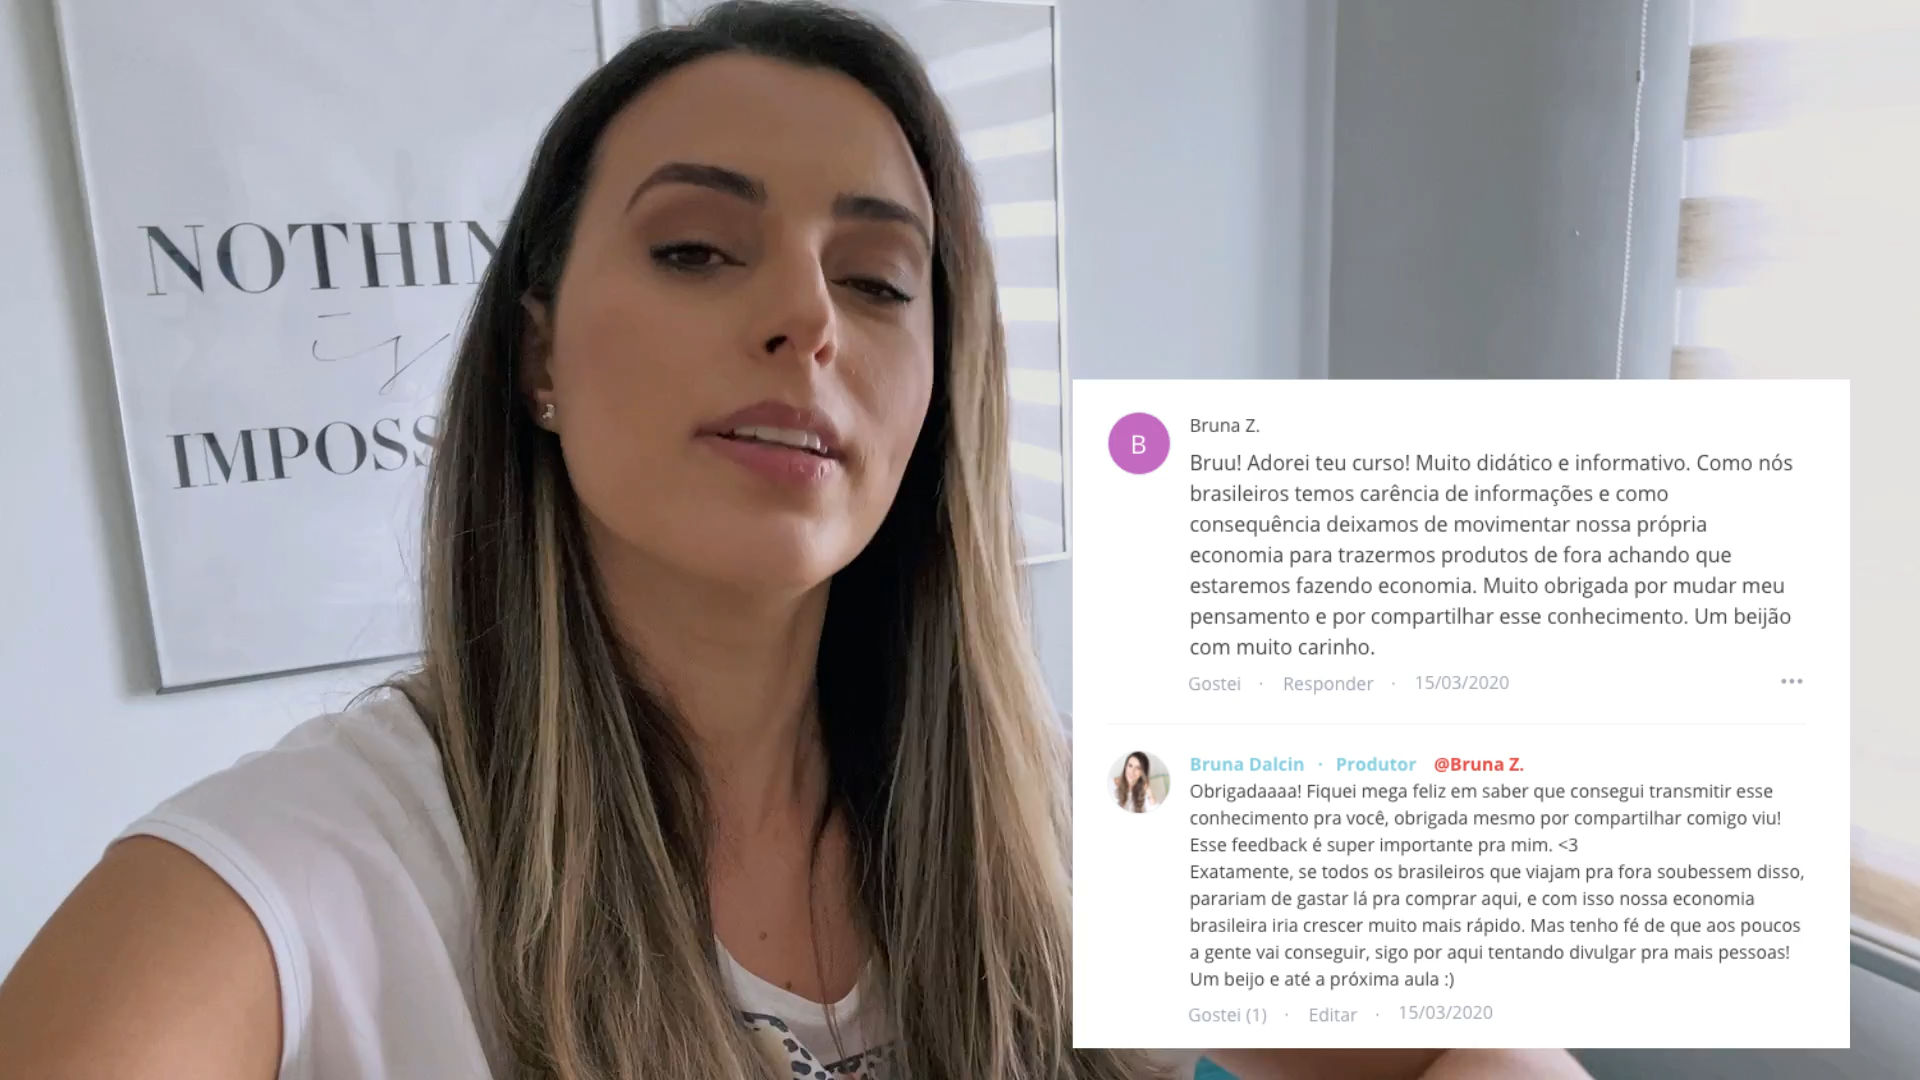 NOTHIN
is
IMPOSS
B
Bruna Z.
Bruu! Adorei teu curso! Muito didático e informativo. Como nós
brasileiros temos carência de informações e como
consequência deixamos de movimentar nossa própria
economia para trazermos produtos de fora achando que
estaremos fazendo economia. Muito obrigada por mudar meu
pensamento e por compartilhar esse conhecimento. Um beijão
com muito carinho.
Gostei · Responder · 15/03/2020
Bruna Dalcin · Produtor @Bruna Z.
Obrigadaaaa! Fiquei mega feliz em saber que consegui transmitir esse
conhecimento pra você, obrigada mesmo por compartilhar comigo viu!
Esse feedback é super importante pra mim. <3
Exatamente, se todos os brasileiros que viajam pra fora soubessem disso,
parariam de gastar lá pra comprar aqui, e com isso nossa economia
brasileira iria crescer muito mais rápido. Mas tenho fé de que aos poucos
a gente vai conseguir, sigo por aqui tentando divulgar pra mais pessoas!
Um beijo e até a próxima aula :)
Gostei (1) · Editar · 15/03/2020